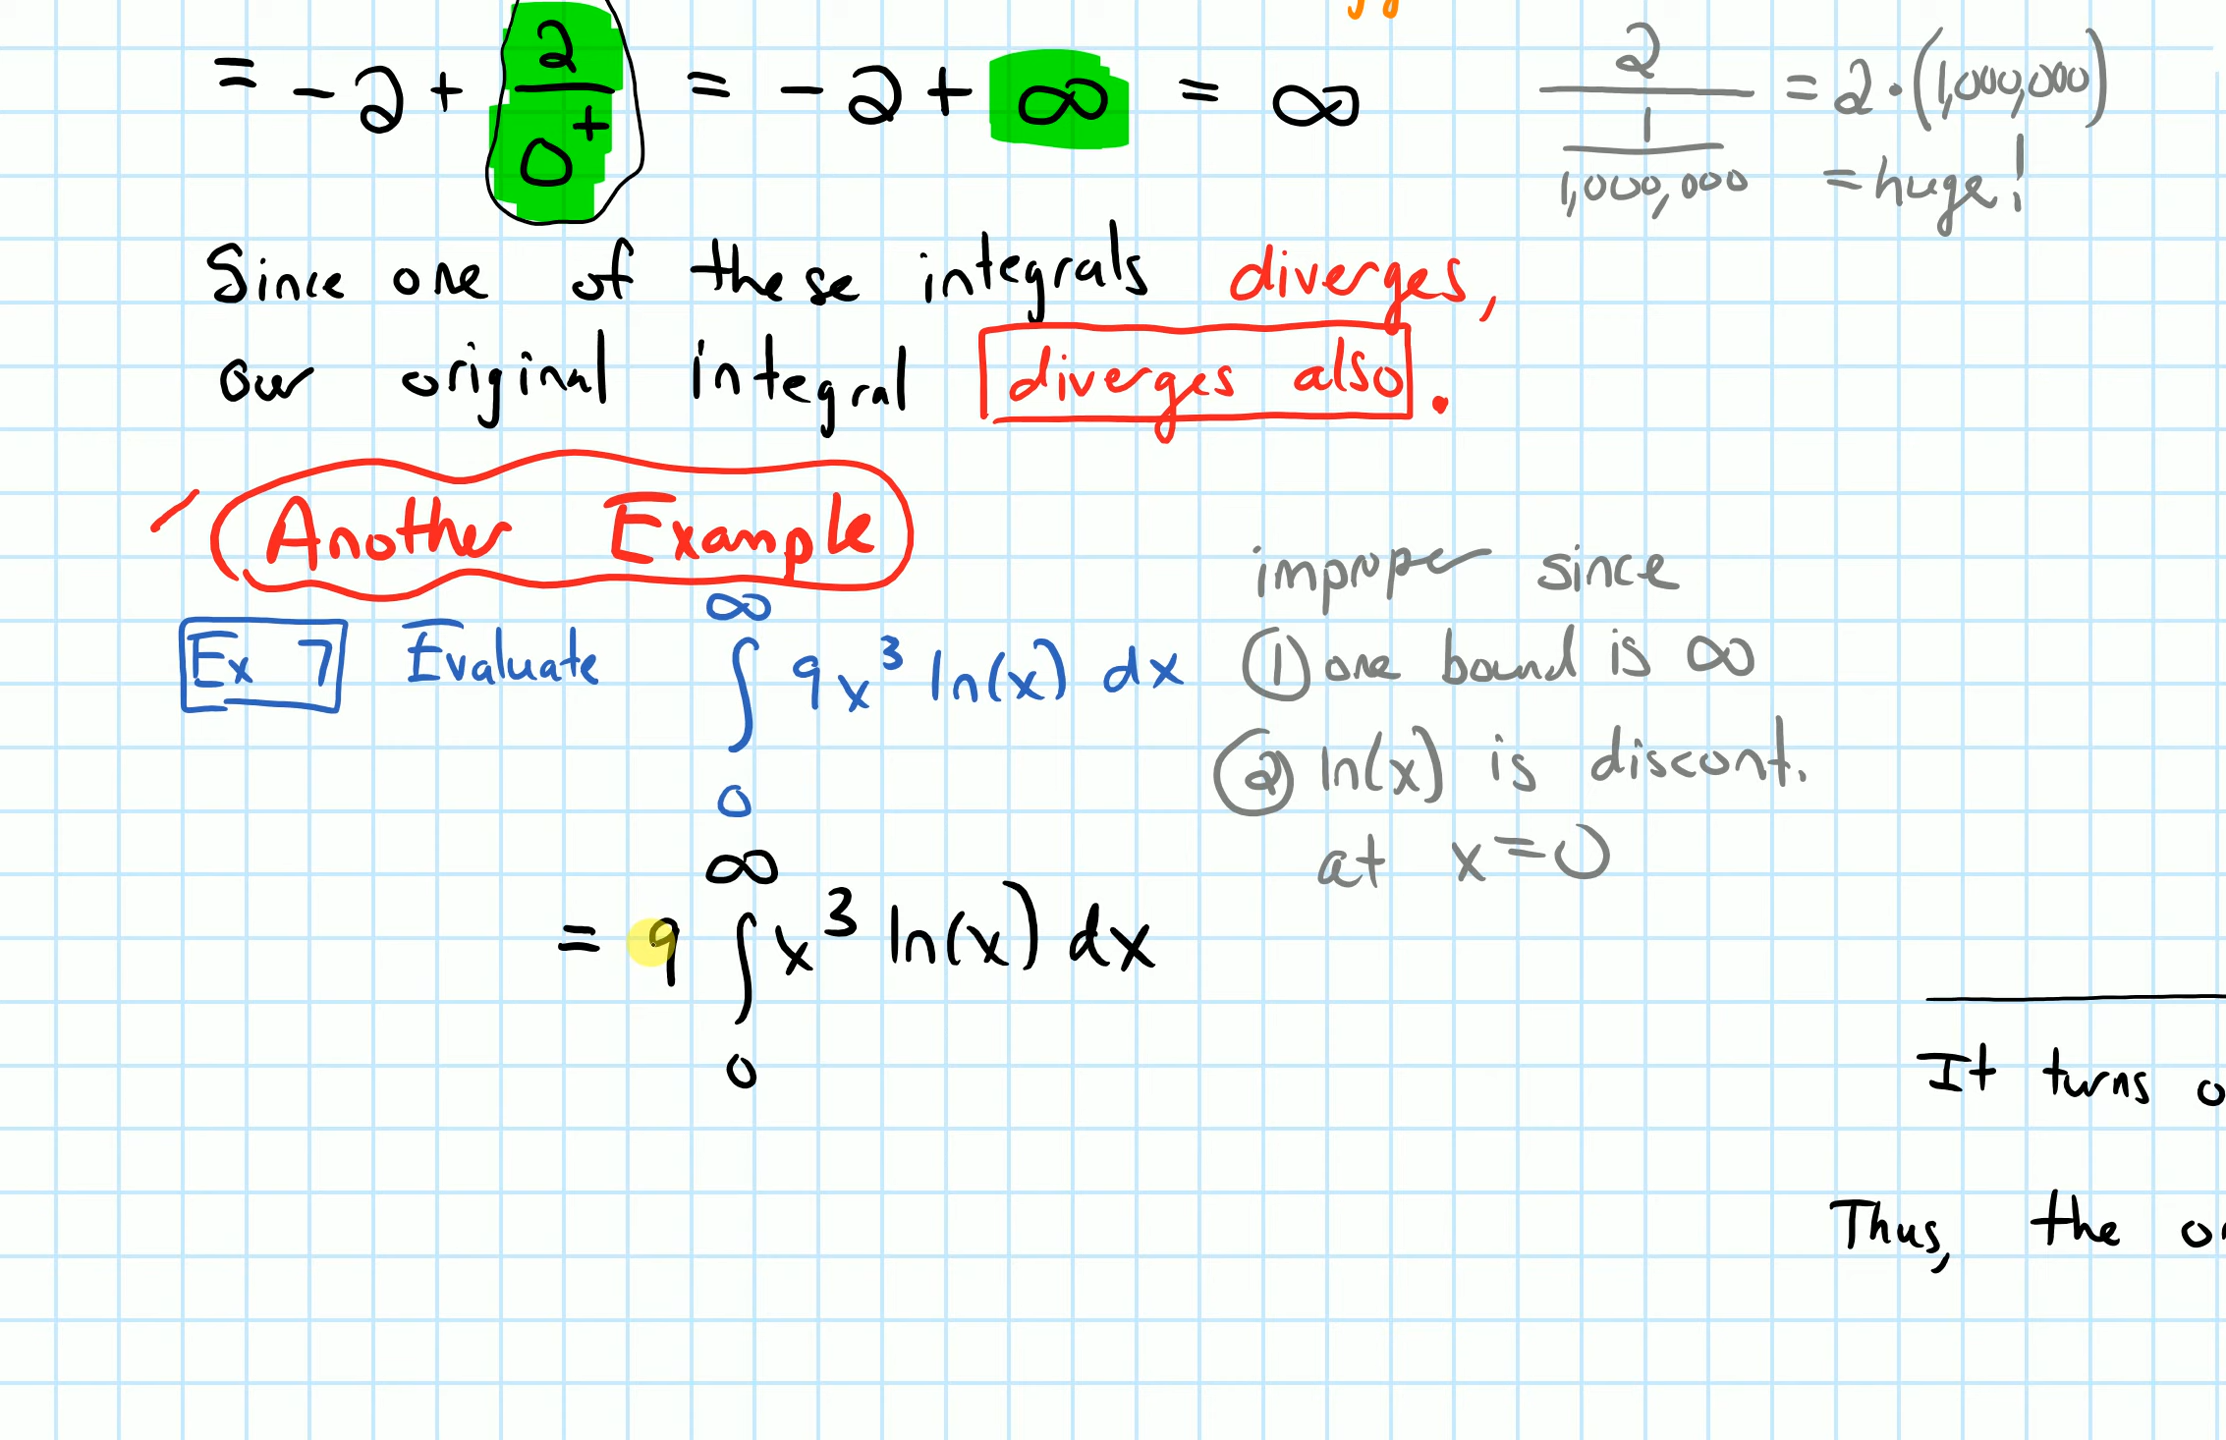 = -2 + 2/0⁺ = -2 + ∞ = ∞
2/(1/1,000,000) = 2·(1,000,000)
= huge!
Since one of these integrals diverges,
our original integral diverges also.
Another Example
Ex 7 Evaluate ∫₀^∞ 9x³ ln(x) dx
improper since
① one bound is ∞
② ln(x) is discont.
at x=0
= 9 ∫₀^∞ x³ ln(x) dx
It turns
Thus, the